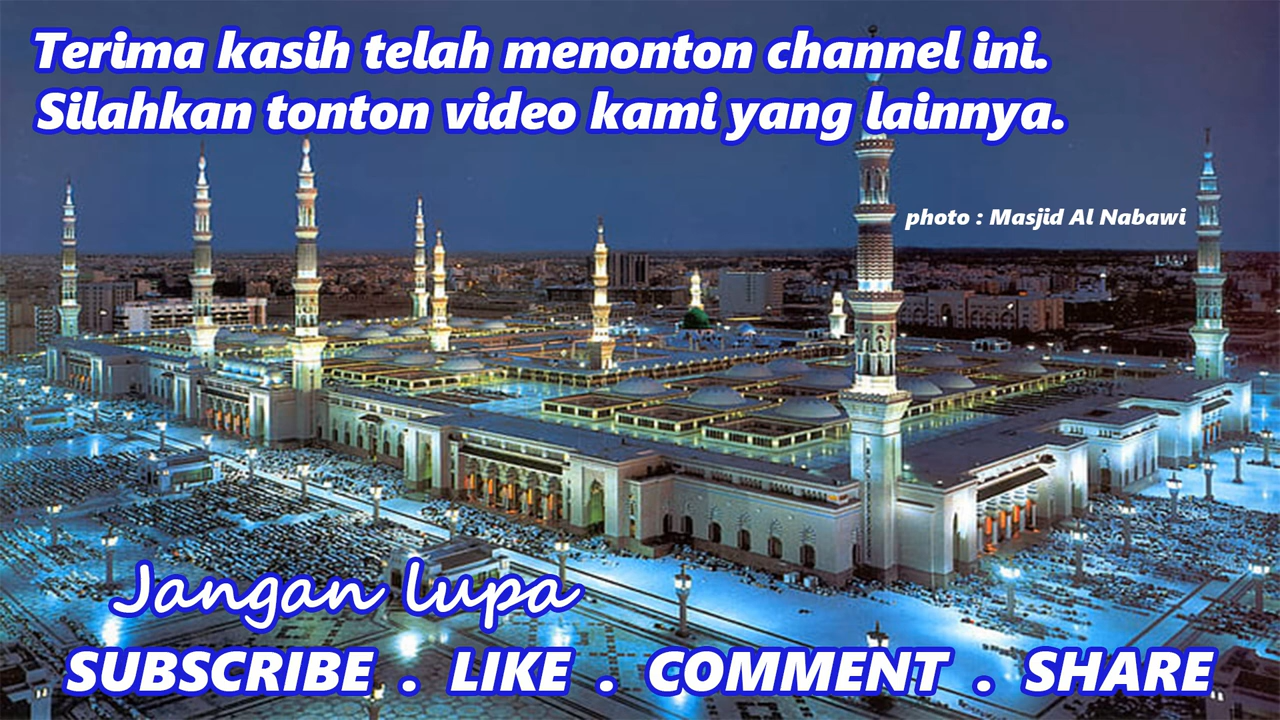 Terima kasih telah menonton channel ini.
Silahkan tonton video kami yang lainnya.
photo : Masjid Al Nabawi
Jangan lupa
SUBSCRIBE . LIKE . COMMENT . SHARE